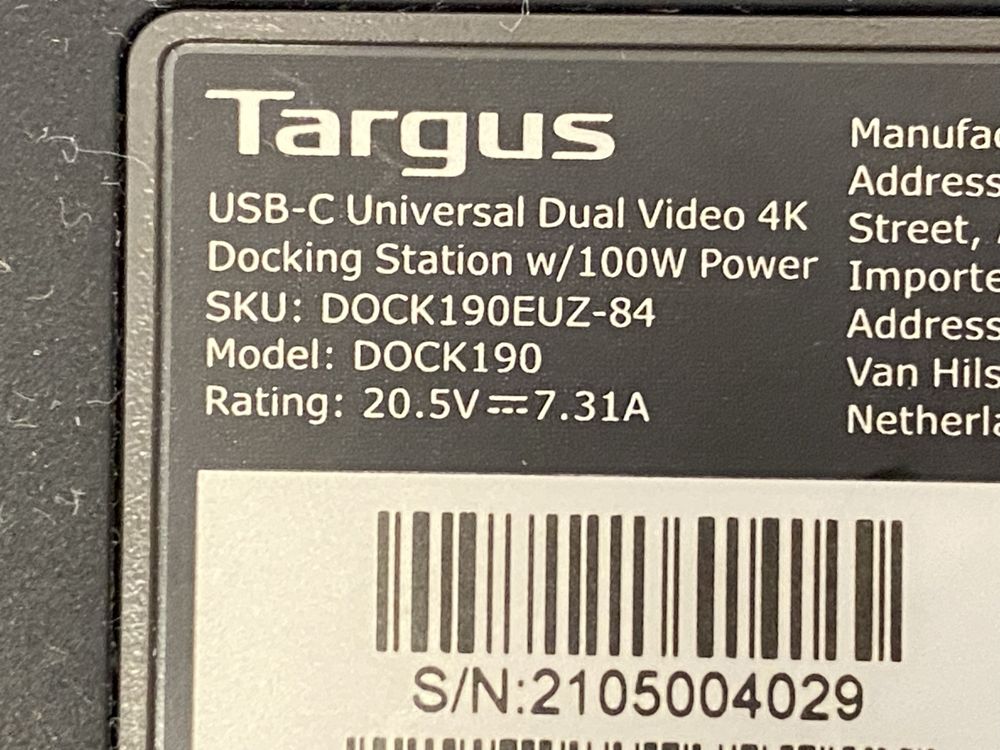 Targus
USB-C Universal Dual Video 4K
Docking Station w/100W Power
SKU: DOCK190EUZ-84
Model: DOCK190
Rating: 20.5V⎓7.31A
Manufac
Address
Street,
Importe
Address
Van Hils
Netherla
S/N:2105004029